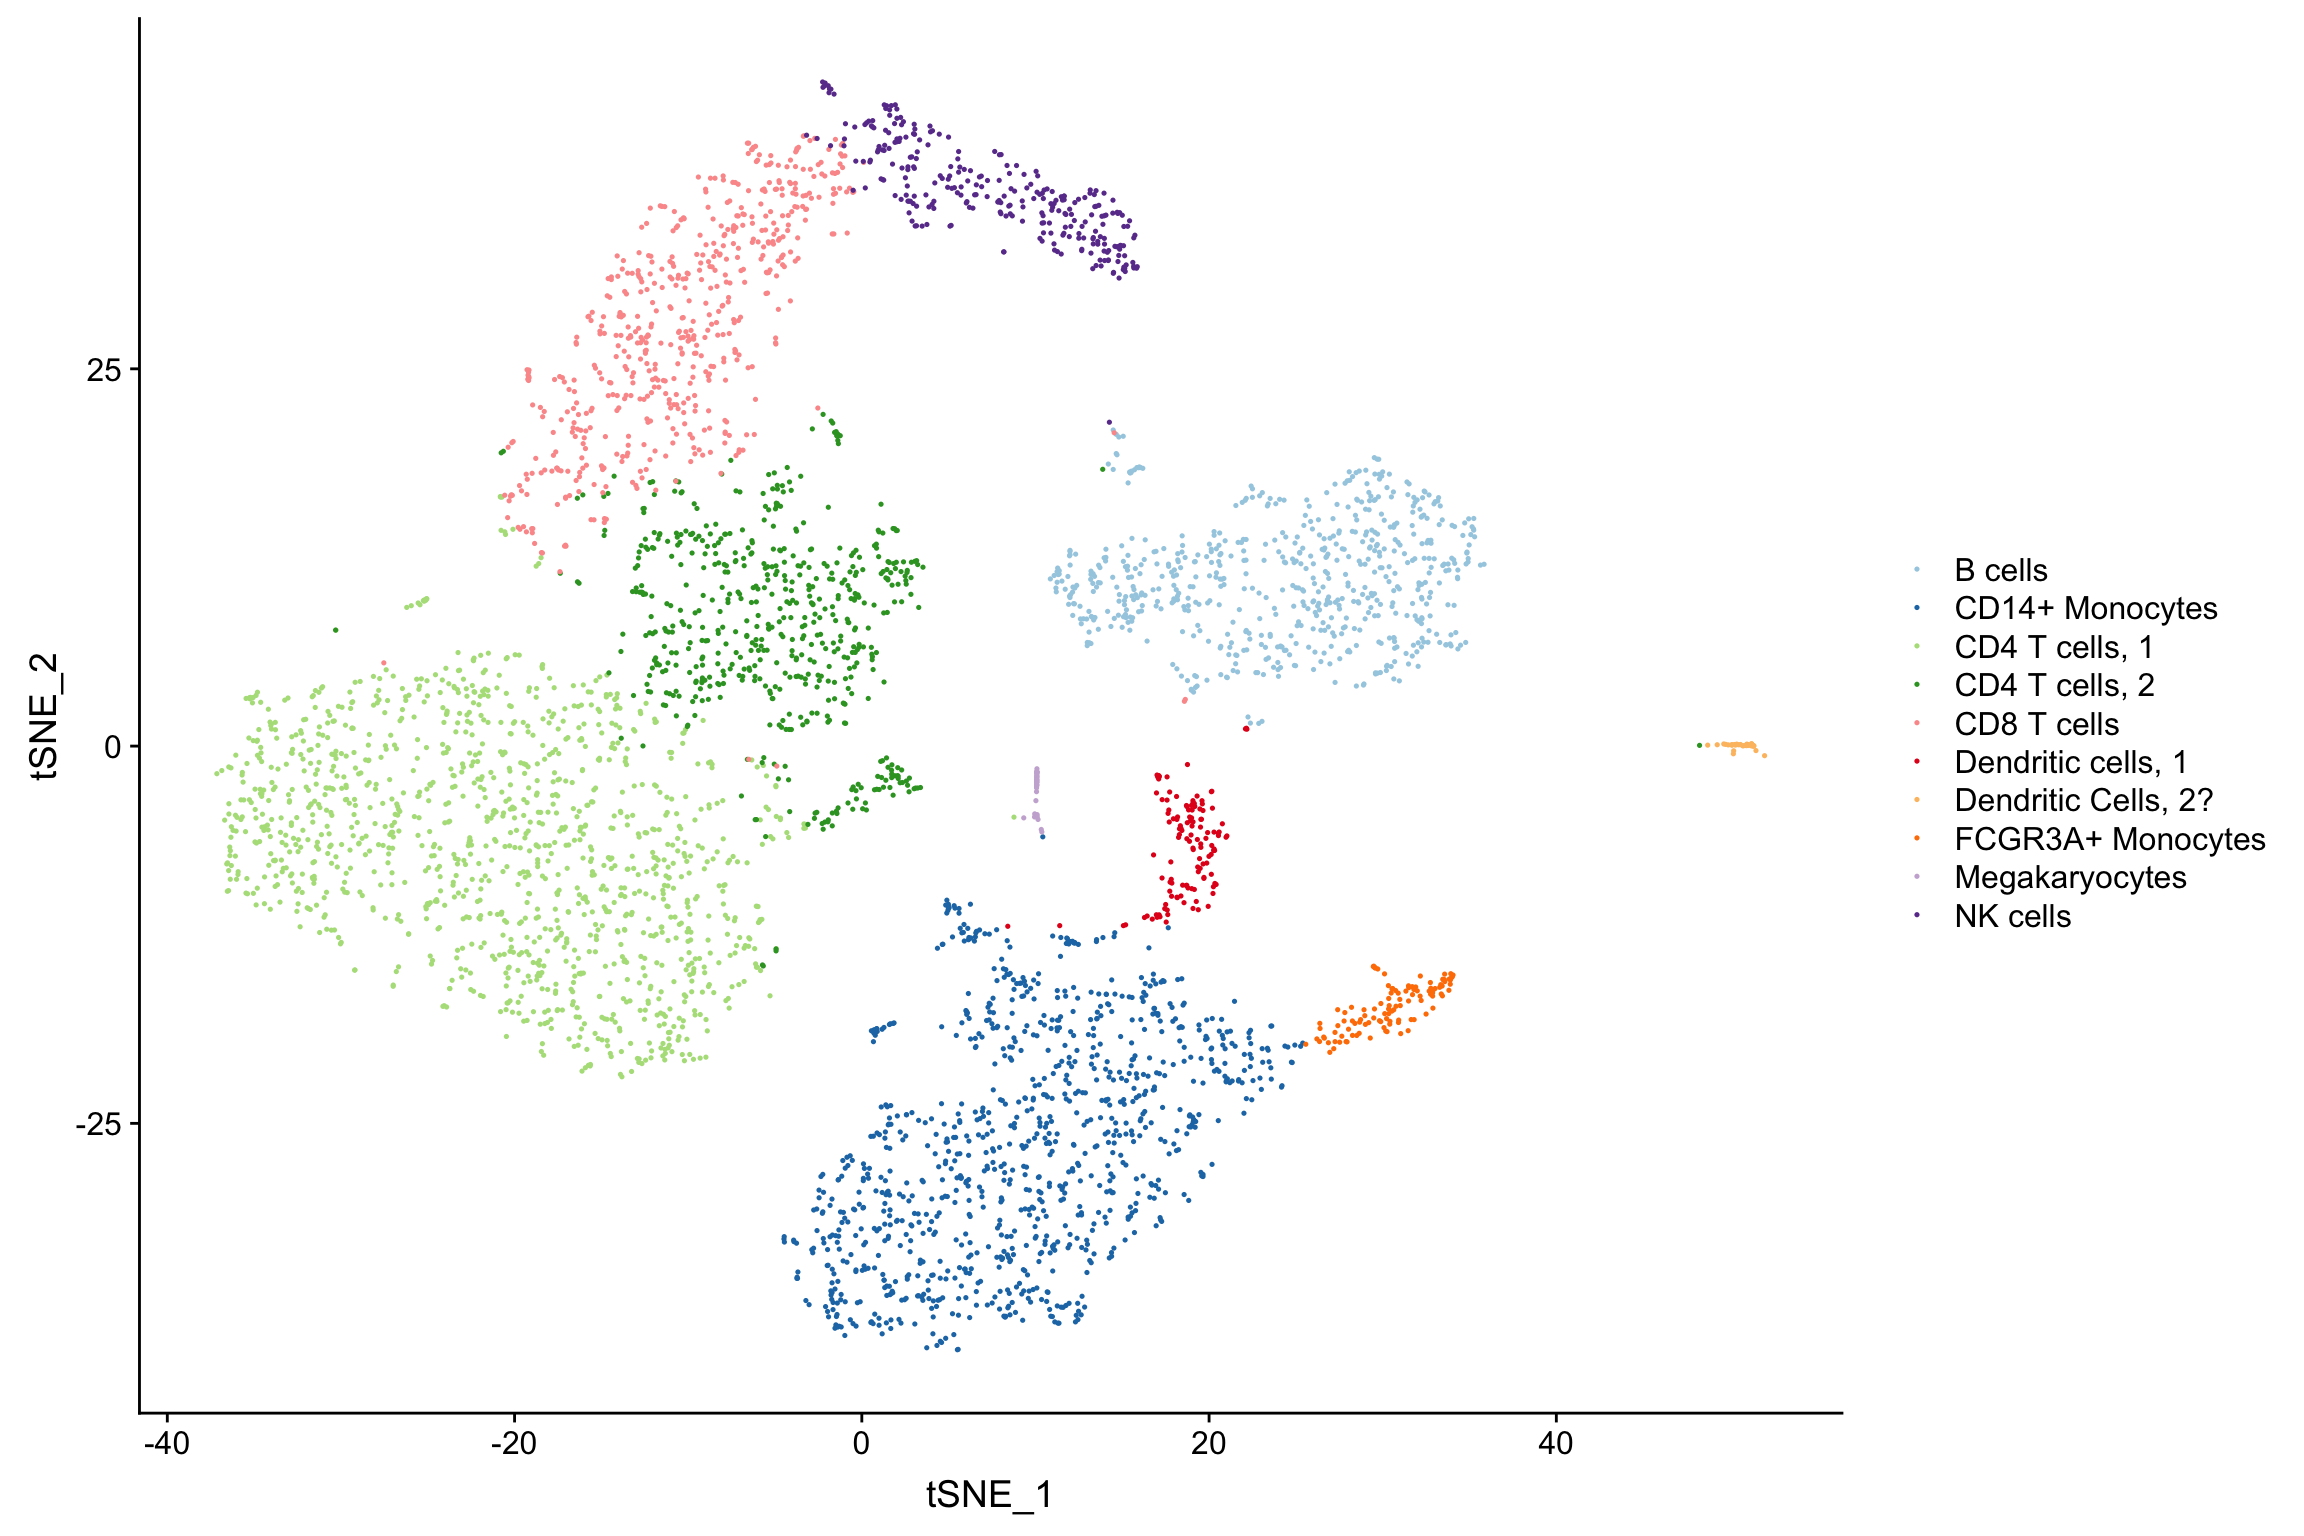 tSNE_2
25
0
-25
-40
-20
0
20
40
tSNE_1
B cells
CD14+ Monocytes
CD4 T cells, 1
CD4 T cells, 2
CD8 T cells
Dendritic cells, 1
Dendritic Cells, 2?
FCGR3A+ Monocytes
Megakaryocytes
NK cells